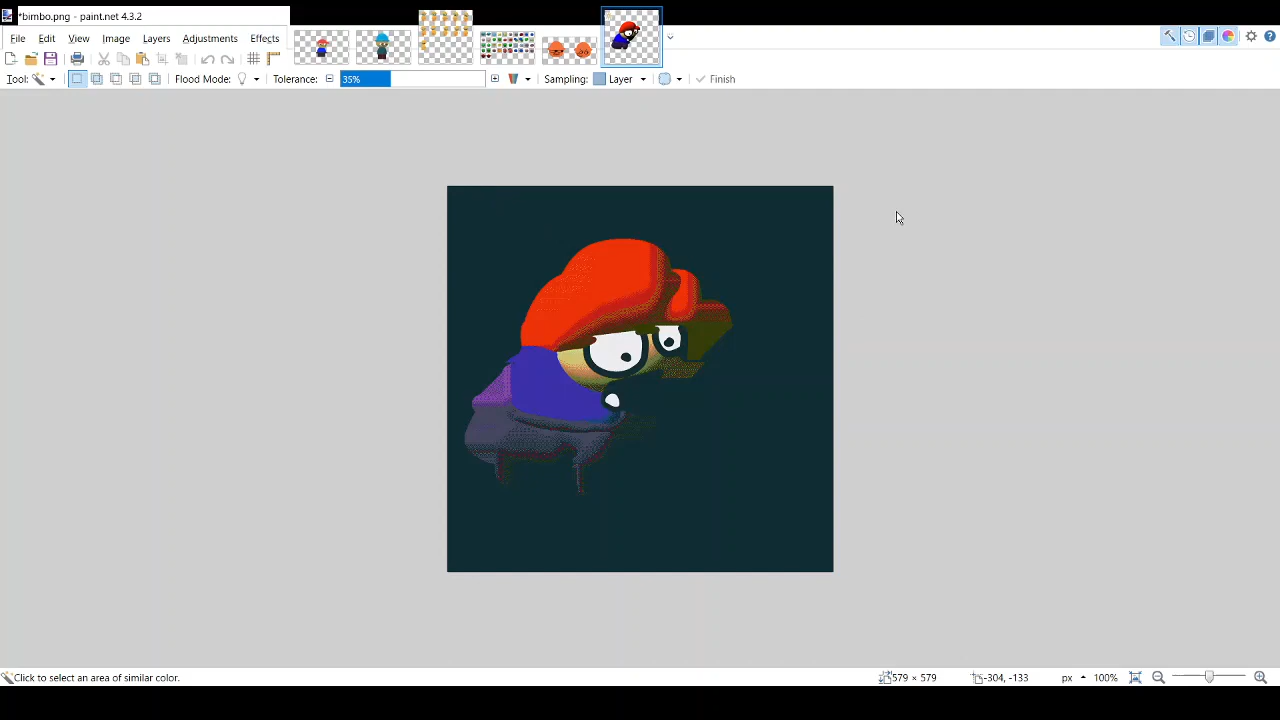 *bimbo.png - paint.net 4.3.2
File Edit View Image Layers Adjustments Effects
Tool: Flood Mode: Tolerance: 35% Sampling: Layer Finish
Click to select an area of similar color. 579 × 579 -304, -133 px 100%